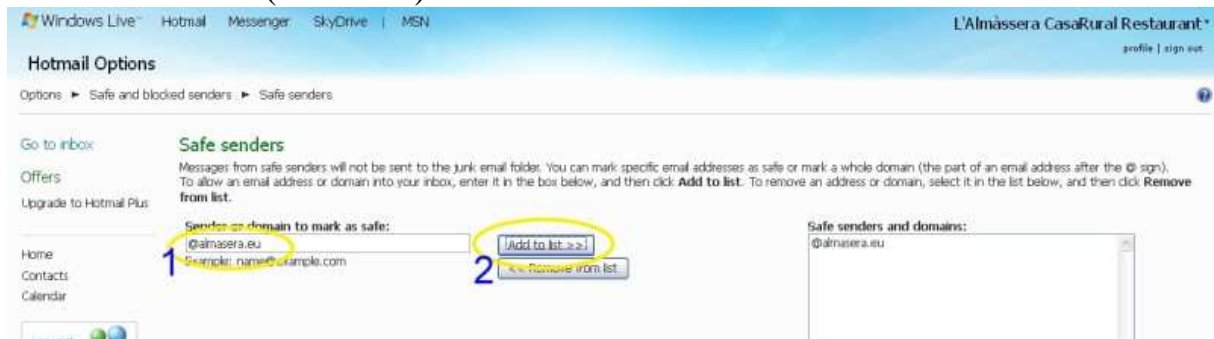 Windows Live™ Hotmail Messenger SkyDrive | MSN
L'Almàssera CasaRural Restaurant
profile | sign out
Hotmail Options
Options ► Safe and blocked senders ► Safe senders
Go to inbox
Offers
Upgrade to Hotmail Plus
Home
Contacts
Calendar
Safe senders
Messages from safe senders will not be sent to the junk email folder. You can mark specific email addresses as safe or mark a whole domain (the part of an email address after the @ sign).
To allow an email address or domain into your inbox, enter it in the box below, and then click Add to list. To remove an address or domain, select it in the list below, and then click Remove
from list.
Sender or domain to mark as safe:
@almasera.eu
Example: name@example.com
1
Add to list >>
2
<< Remove from list
Safe senders and domains:
@almasera.eu